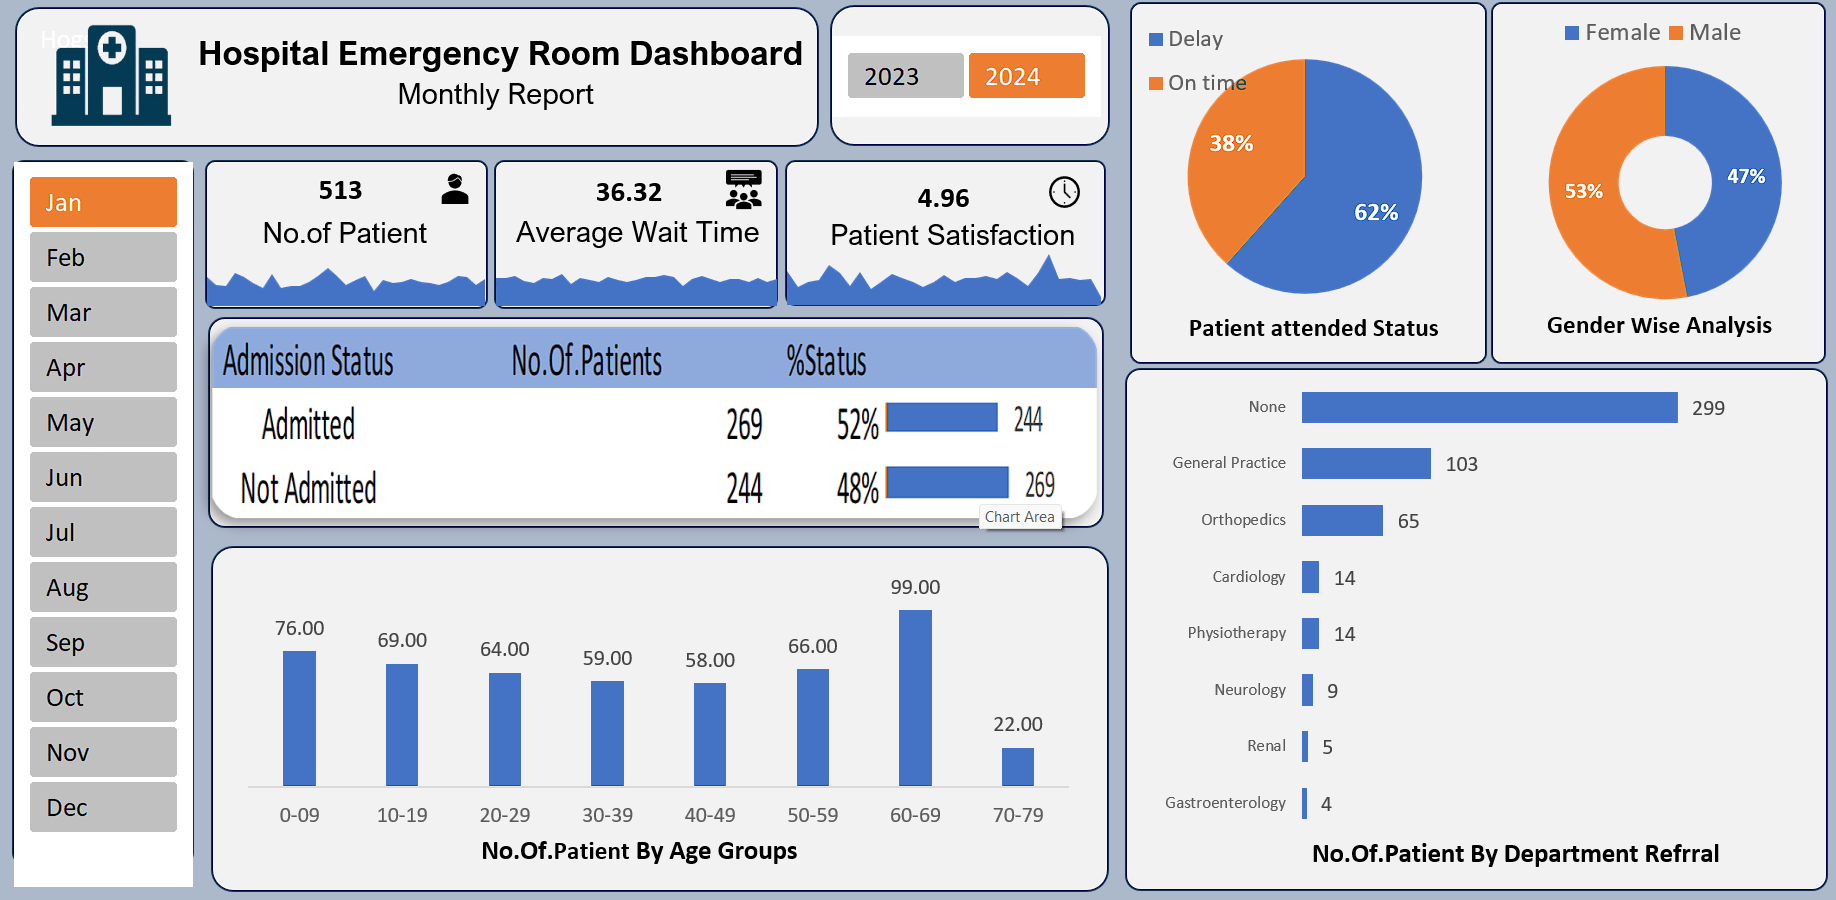 Hospital Emergency Room Dashboard
Monthly Report
2023
2024
Jan
Feb
Mar
Apr
May
Jun
Jul
Aug
Sep
Oct
Nov
Dec
513
No.of Patient
36.32
Average Wait Time
4.96
Patient Satisfaction
Admission Status No.Of.Patients %Status
Admitted 269 52% 244
Not Admitted 244 48% 269
Chart Area
76.00
69.00
64.00
59.00
58.00
66.00
99.00
22.00
0-09 10-19 20-29 30-39 40-49 50-59 60-69 70-79
No.Of.Patient By Age Groups
Delay
On time
38%
62%
Patient attended Status
Female Male
53%
47%
Gender Wise Analysis
None 299
General Practice 103
Orthopedics 65
Cardiology 14
Physiotherapy 14
Neurology 9
Renal 5
Gastroenterology 4
No.Of.Patient By Department Refrral